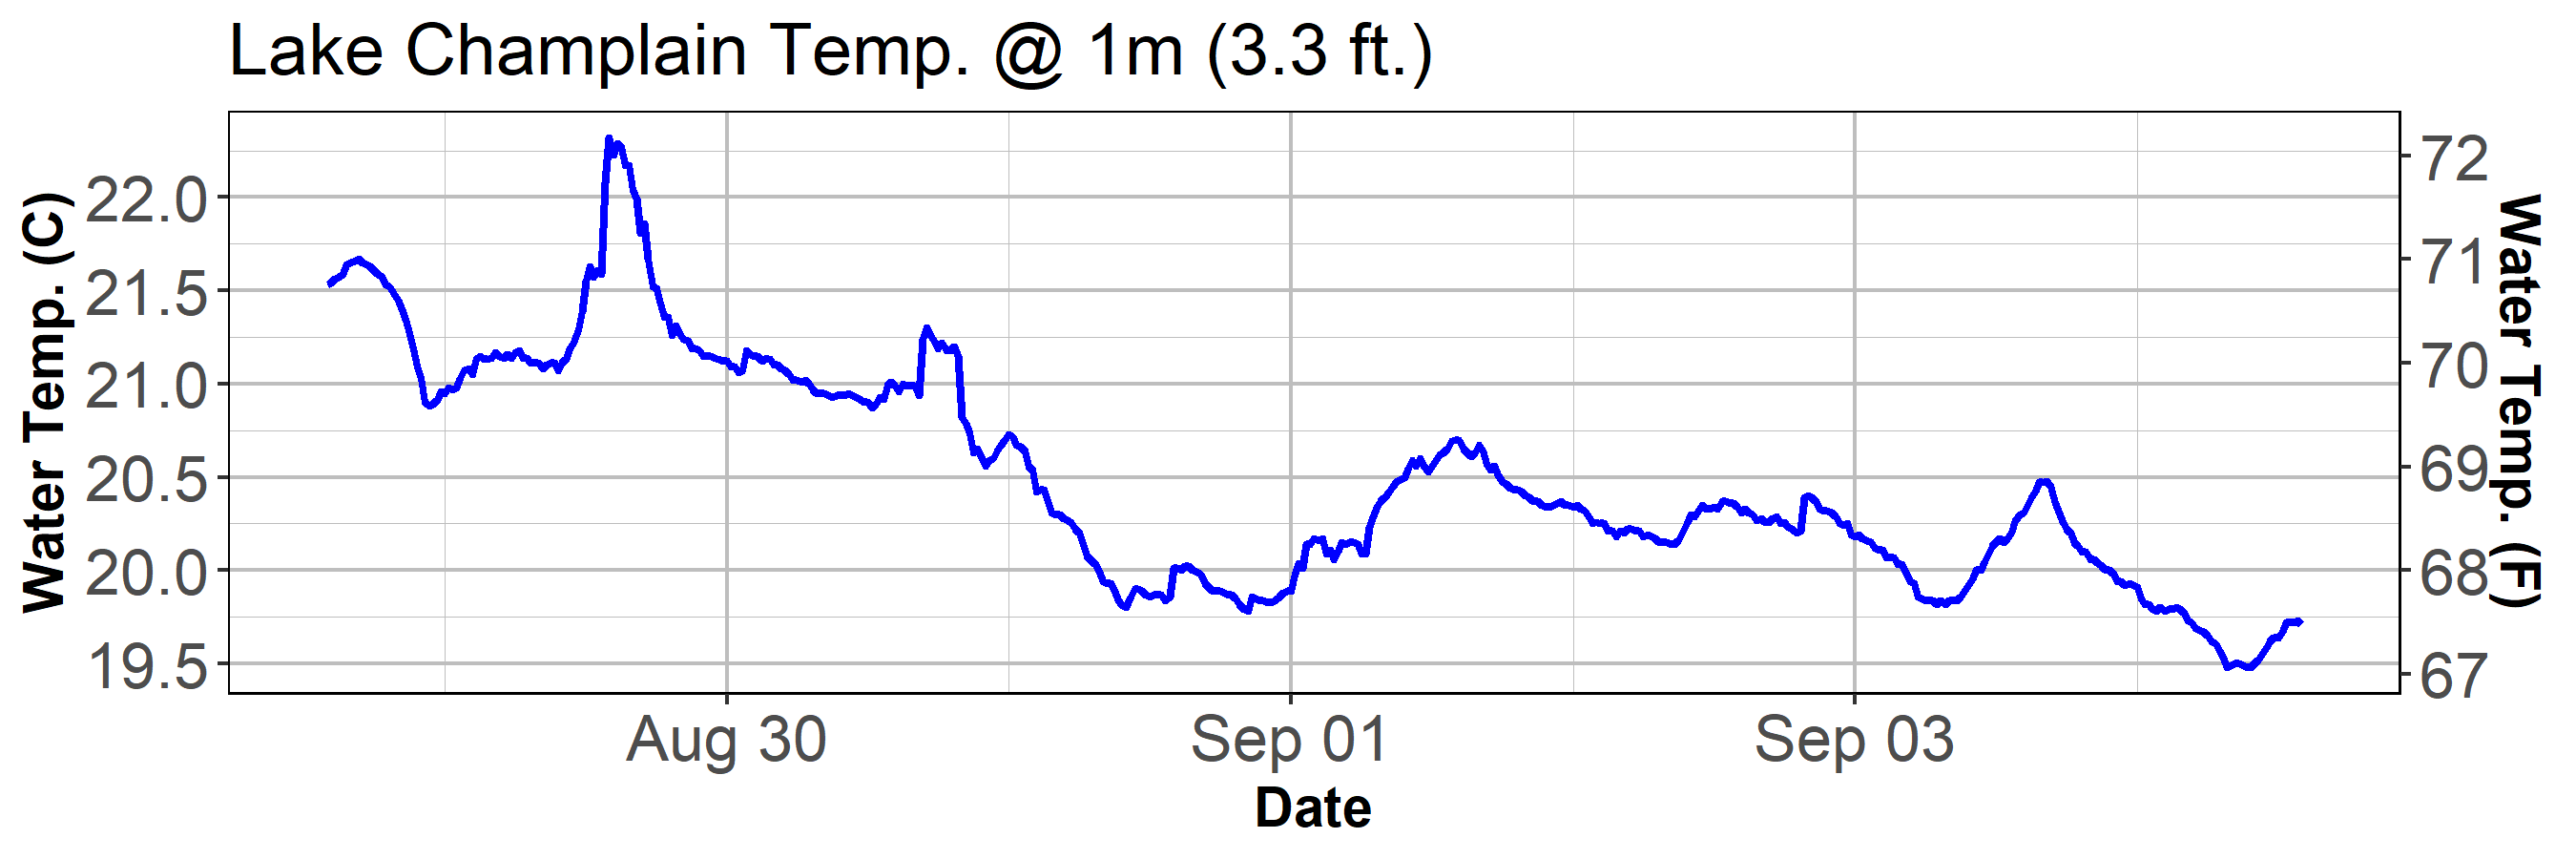 Lake Champlain Temp. @ 1m (3.3 ft.)
Water Temp. (C)
22.0
21.5
21.0
20.5
20.0
19.5
72
71
70
69
68
67
Water Temp. (F)
Aug 30
Sep 01
Sep 03
Date